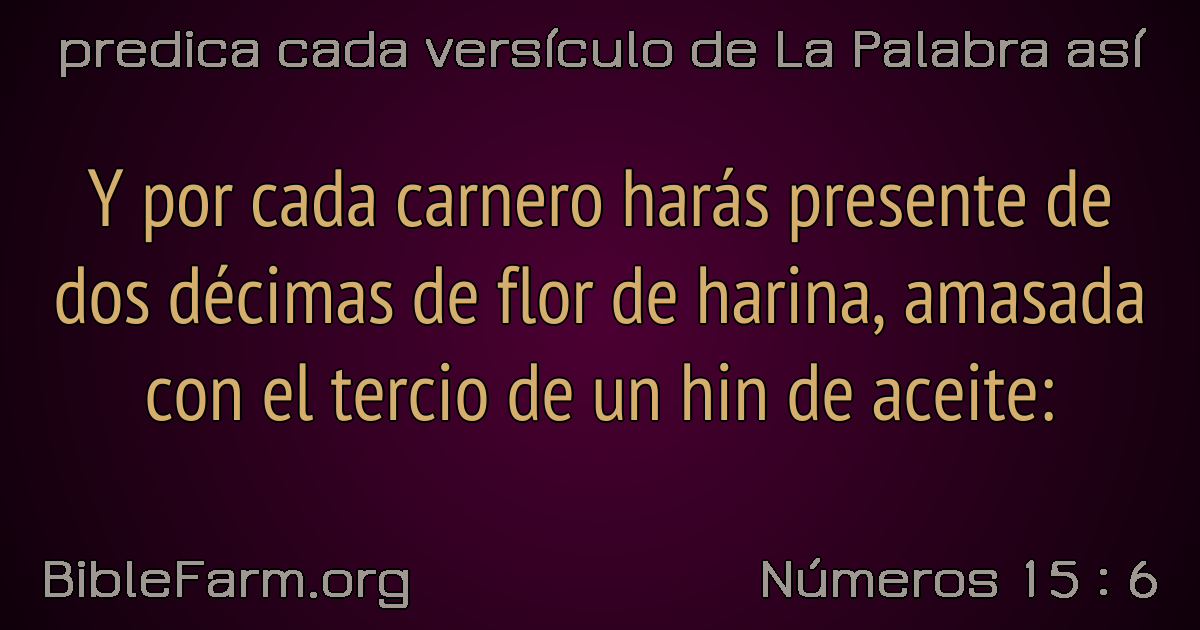 predica cada versículo de La Palabra así
Y por cada carnero harás presente de
dos décimas de flor de harina, amasada
con el tercio de un hin de aceite:
BibleFarm.org
Números 15 : 6